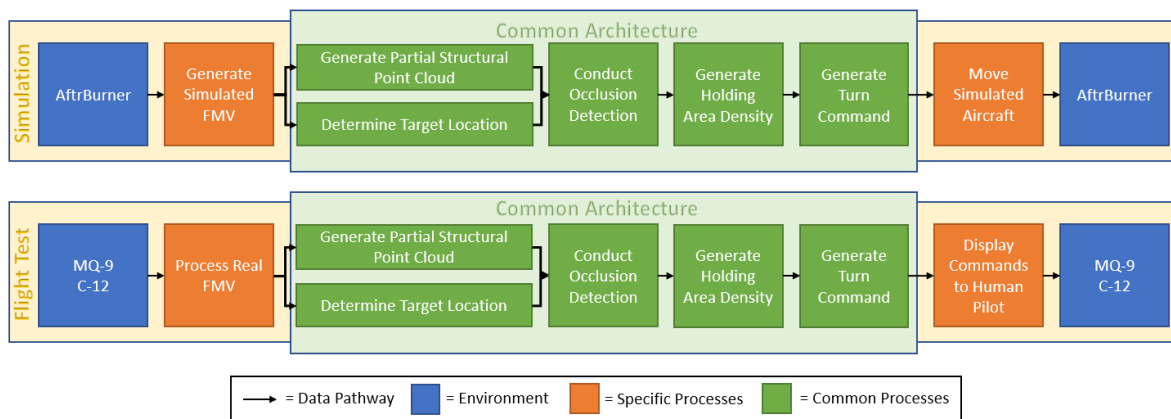 Simulation
Common Architecture
AftrBurner
Generate
Simulated
FMV
Generate Partial Structural
Point Cloud
Determine Target Location
Conduct
Occlusion
Detection
Generate
Holding
Area Density
Generate
Turn
Command
Move
Simulated
Aircraft
AftrBurner
Flight Test
Common Architecture
MQ-9
C-12
Process Real
FMV
Generate Partial Structural
Point Cloud
Determine Target Location
Conduct
Occlusion
Detection
Generate
Holding
Area Density
Generate
Turn
Command
Display
Commands
to Human
Pilot
MQ-9
C-12
= Data Pathway
= Environment
= Specific Processes
= Common Processes